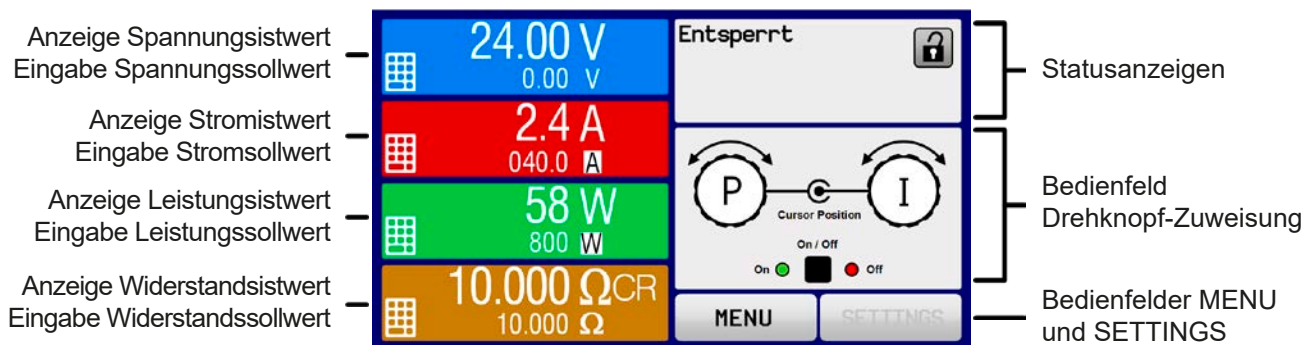 Anzeige Spannungsistwert
Eingabe Spannungssollwert
Anzeige Stromistwert
Eingabe Stromsollwert
Anzeige Leistungsistwert
Eingabe Leistungssollwert
Anzeige Widerstandsistwert
Eingabe Widerstandssollwert
24.00 V
0.00 V
2.4 A
040.0 A
58 W
800 W
10.000 ΩCR
10.000 Ω
Entsperrt
P
I
Cursor Position
On / Off
On
Off
MENU
SETTINGS
Statusanzeigen
Bedienfeld
Drehknopf-Zuweisung
Bedienfelder MENU
und SETTINGS